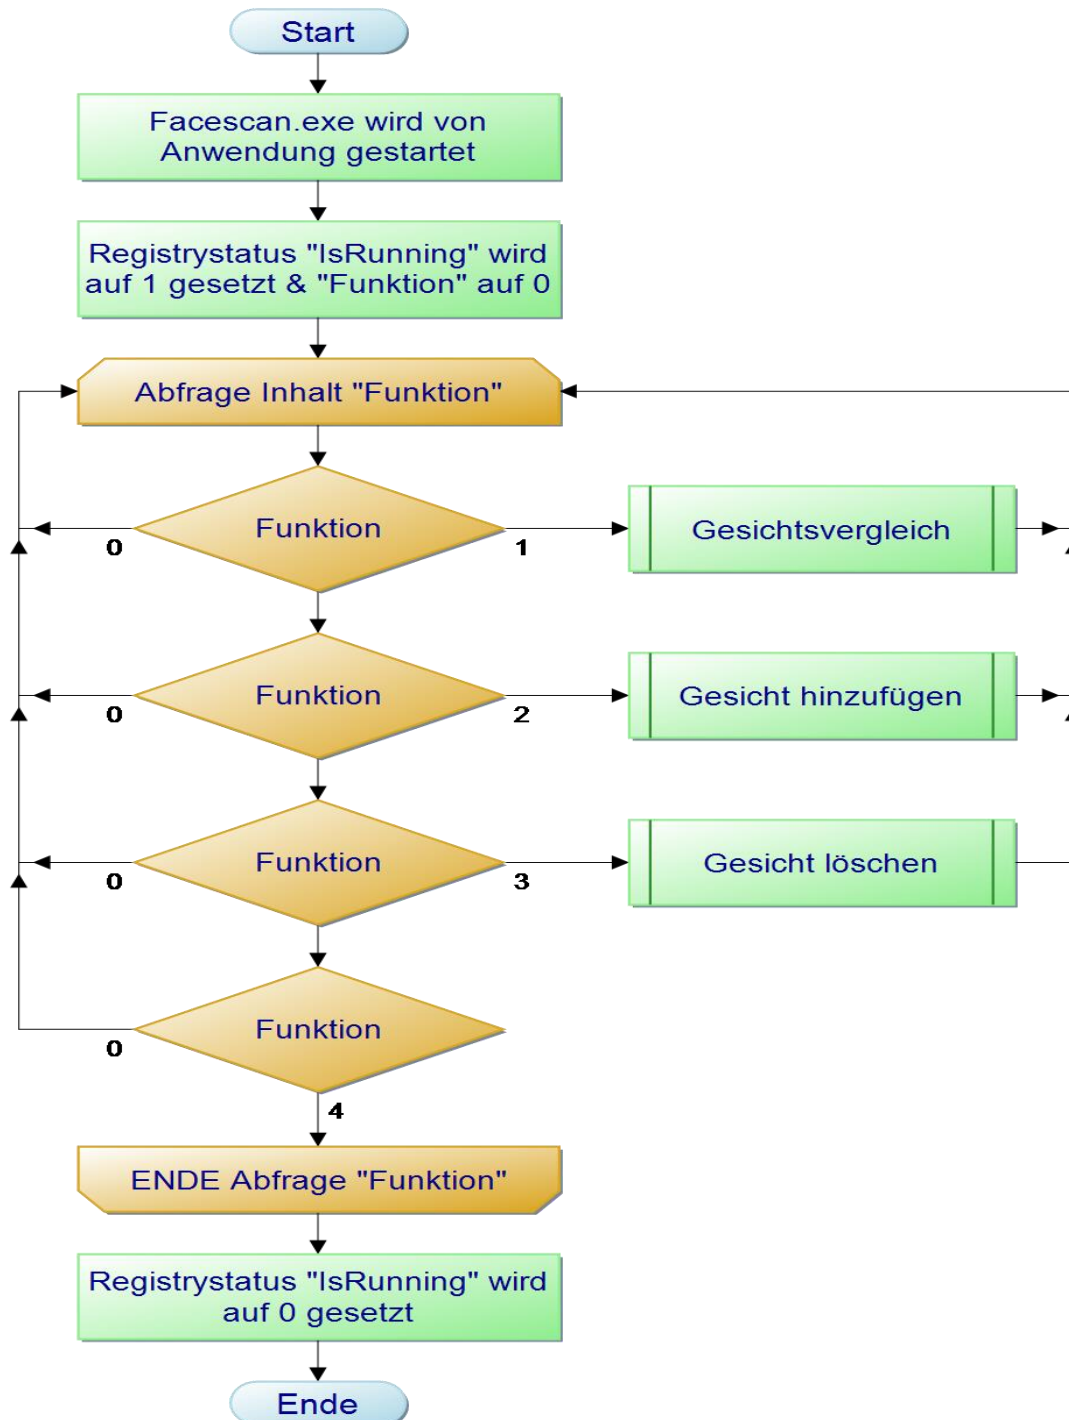 Start
Facescan.exe wird von
Anwendung gestartet
Registrystatus "IsRunning" wird
auf 1 gesetzt & "Funktion" auf 0
Abfrage Inhalt "Funktion"
Funktion
0
1
Gesichtsvergleich
Funktion
0
2
Gesicht hinzufügen
Funktion
0
3
Gesicht löschen
Funktion
0
4
ENDE Abfrage "Funktion"
Registrystatus "IsRunning" wird
auf 0 gesetzt
Ende